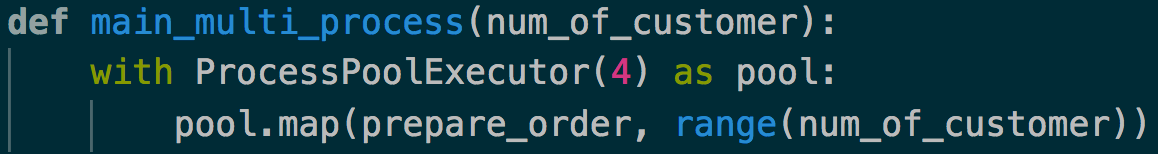 def main_multi_process(num_of_customer):
    with ProcessPoolExecutor(4) as pool:
        pool.map(prepare_order, range(num_of_customer))